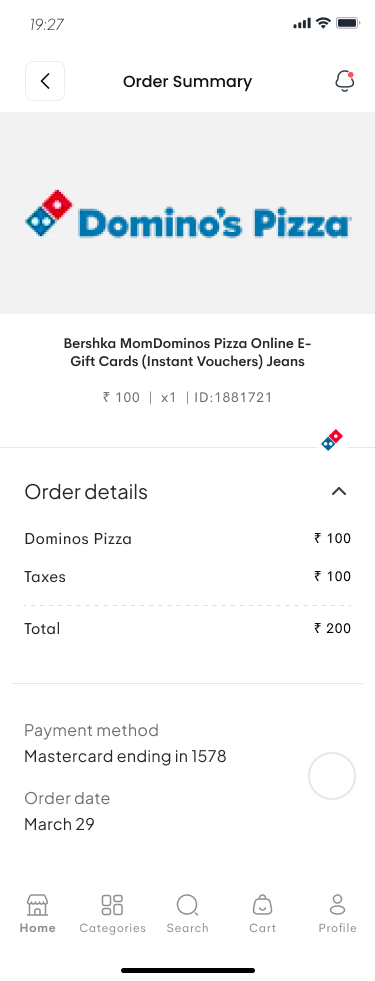 19:27
Order Summary
Domino's Pizza
Bershka MomDominos Pizza Online E-
Gift Cards (Instant Vouchers) Jeans
₹ 100 | x1 | ID:1881721
Order details
Dominos Pizza ₹ 100
Taxes ₹ 100
Total ₹ 200
Payment method
Mastercard ending in 1578
Order date
March 29
Home Categories Search Cart Profile